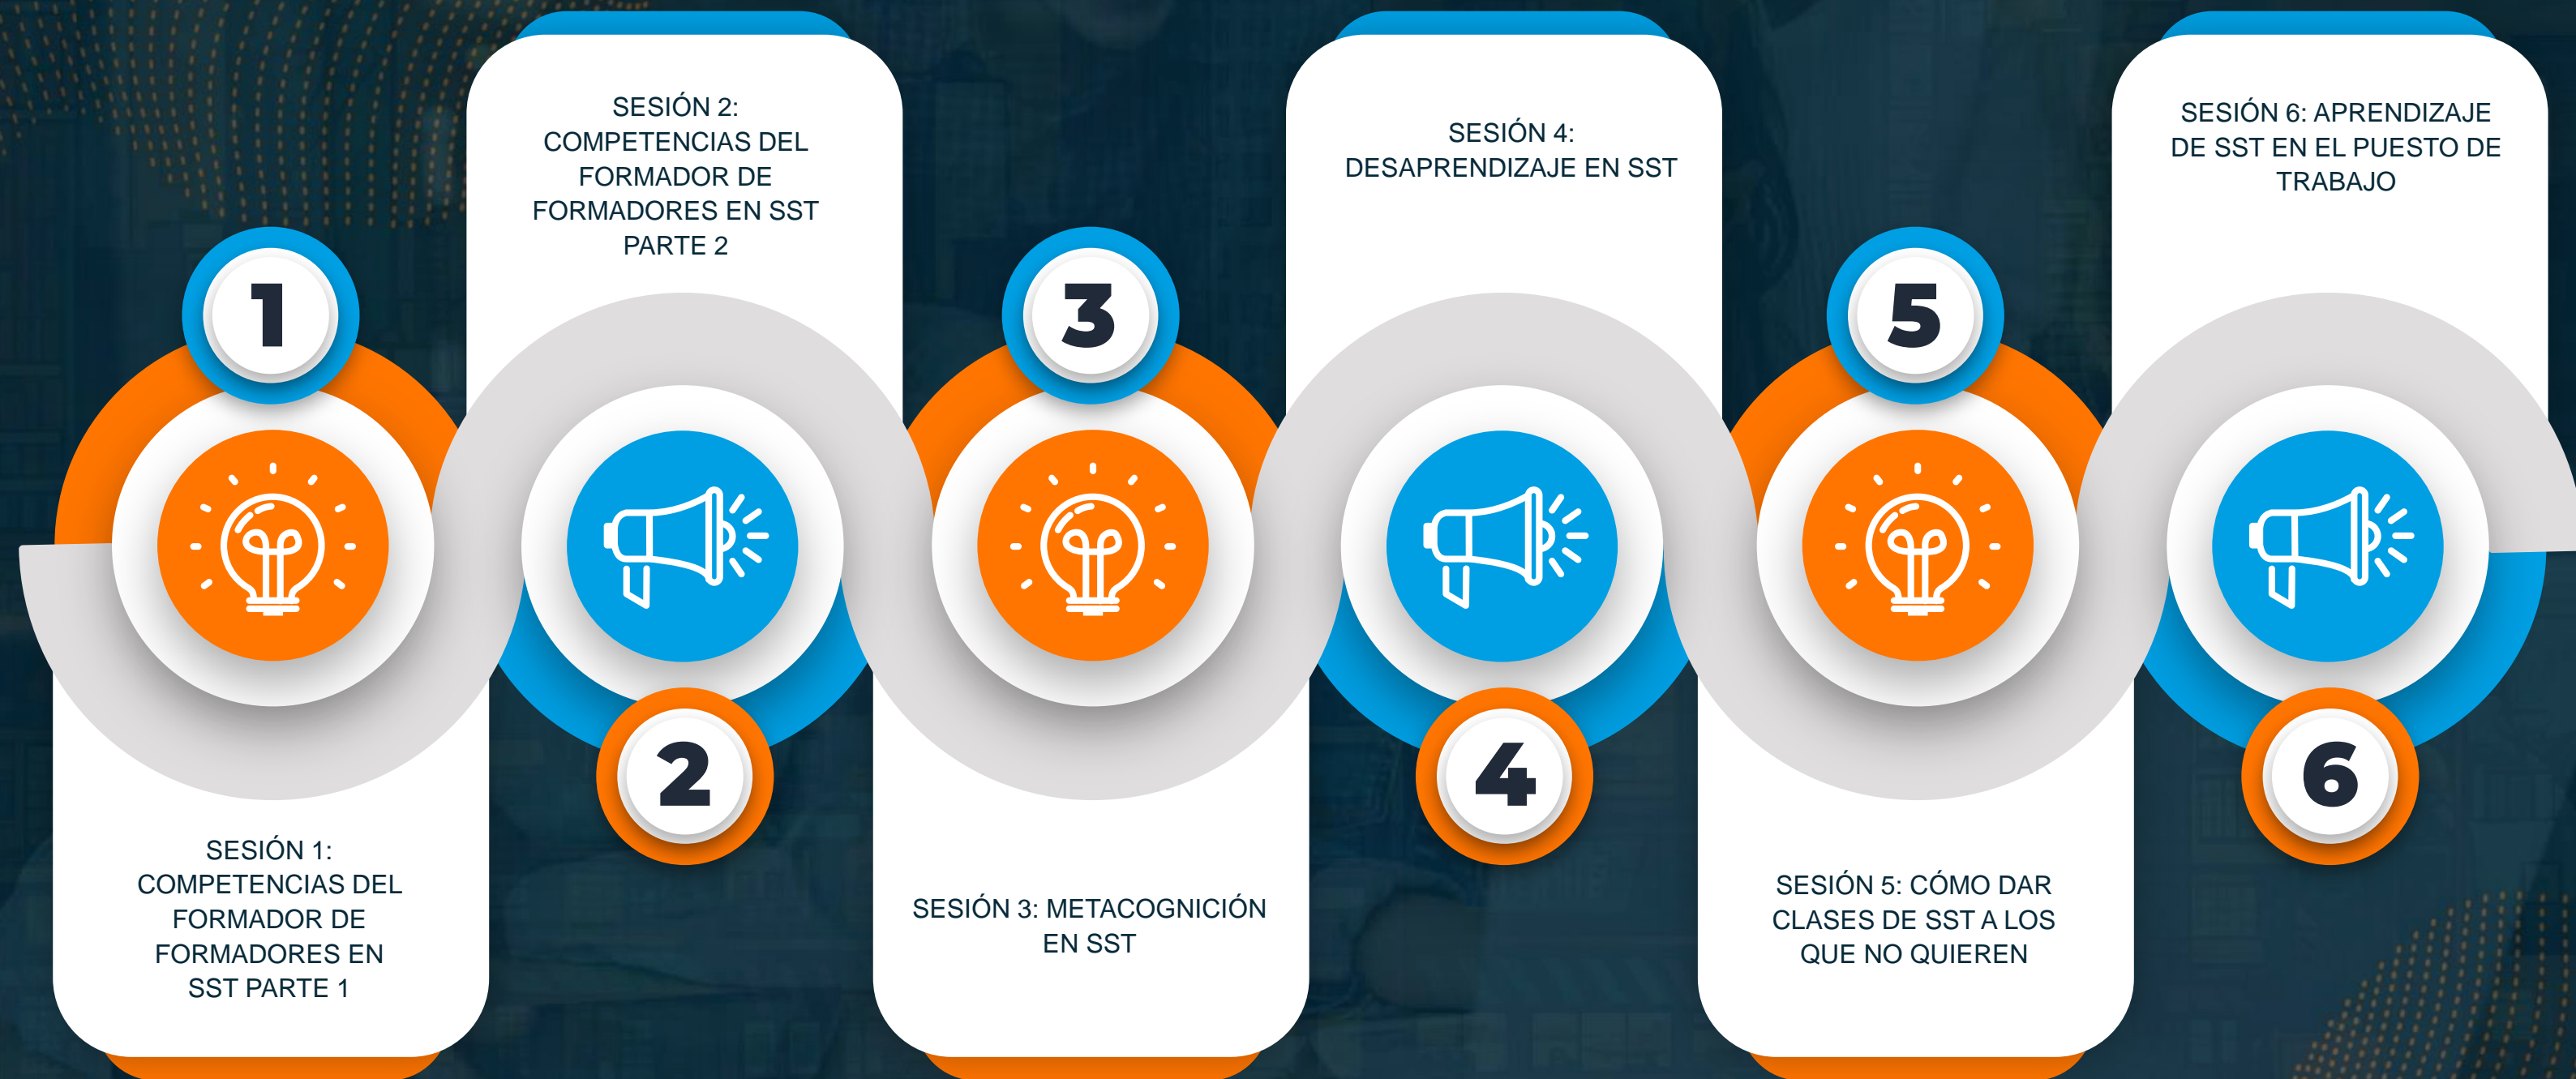 1
SESIÓN 1:
COMPETENCIAS DEL
FORMADOR DE
FORMADORES EN
SST PARTE 1
SESIÓN 2:
COMPETENCIAS DEL
FORMADOR DE
FORMADORES EN SST
PARTE 2
2
3
SESIÓN 3: METACOGNICIÓN
EN SST
SESIÓN 4:
DESAPRENDIZAJE EN SST
4
5
SESIÓN 5: CÓMO DAR
CLASES DE SST A LOS
QUE NO QUIEREN
SESIÓN 6: APRENDIZAJE
DE SST EN EL PUESTO DE
TRABAJO
6